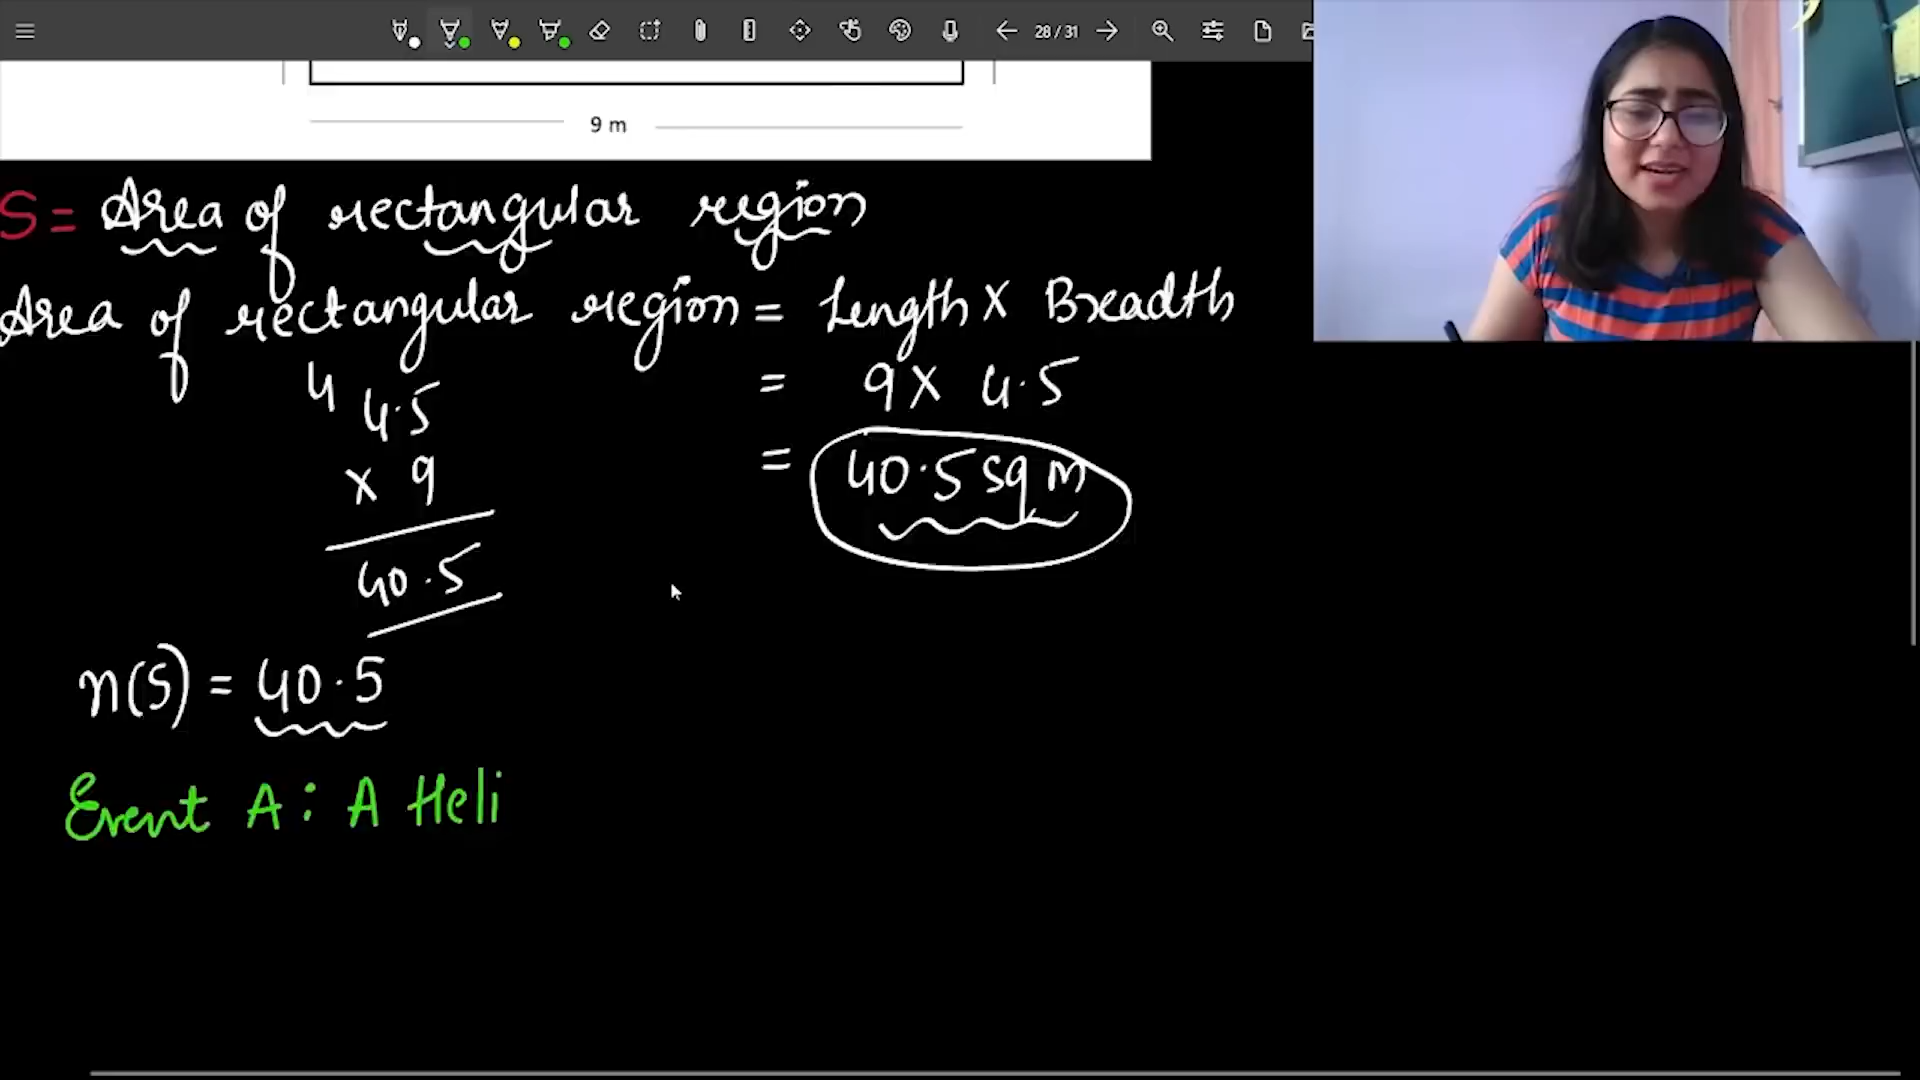 28 / 31
9 m
S = Area of rectangular region
Area of rectangular region = Length X Breadth
= 9 X 4.5
= 40.5 sq m
4
4.5
x 9
40.5
n(S) = 40.5
Event A : A Heli